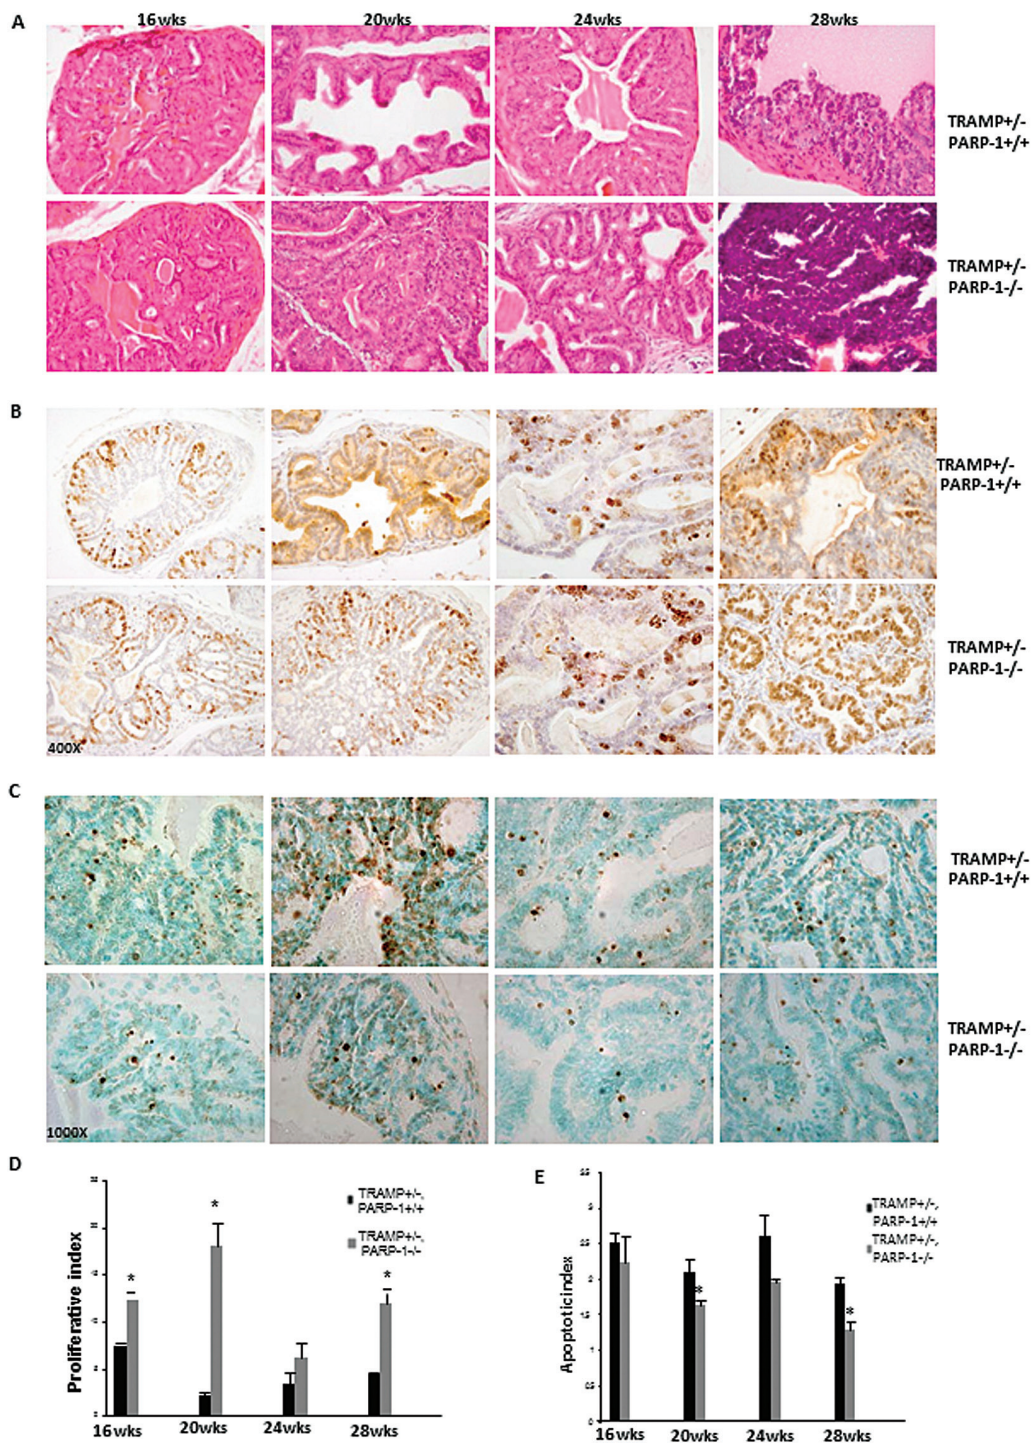 A
16wks 20wks 24wks 28wks
TRAMP+/-
PARP-1+/+
TRAMP+/-
PARP-1-/-
B
TRAMP+/-
PARP-1+/+
TRAMP+/-
PARP-1-/-
400X
C
TRAMP+/-
PARP-1+/+
TRAMP+/-
PARP-1-/-
1000X
D
Proliferative index
TRAMP+/-,
PARP-1+/+
TRAMP+/-,
PARP-1-/-
* * *
16wks 20wks 24wks 28wks
E
Apoptotic index
TRAMP+/-,
PARP-1+/+
TRAMP+/-,
PARP-1-/-
* *
16wks 20wks 24wks 28wks